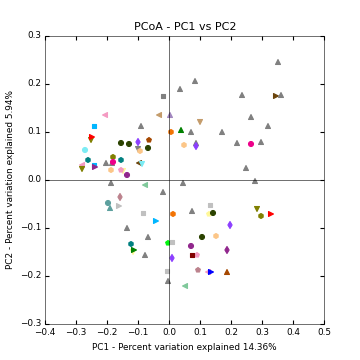 PCoA - PC1 vs PC2
0.3
0.2
0.1
0.0
−0.1
−0.2
−0.3
PC2 - Percent variation explained 5.94%
−0.4 −0.3 −0.2 −0.1 0.0 0.1 0.2 0.3 0.4 0.5
PC1 - Percent variation explained 14.36%